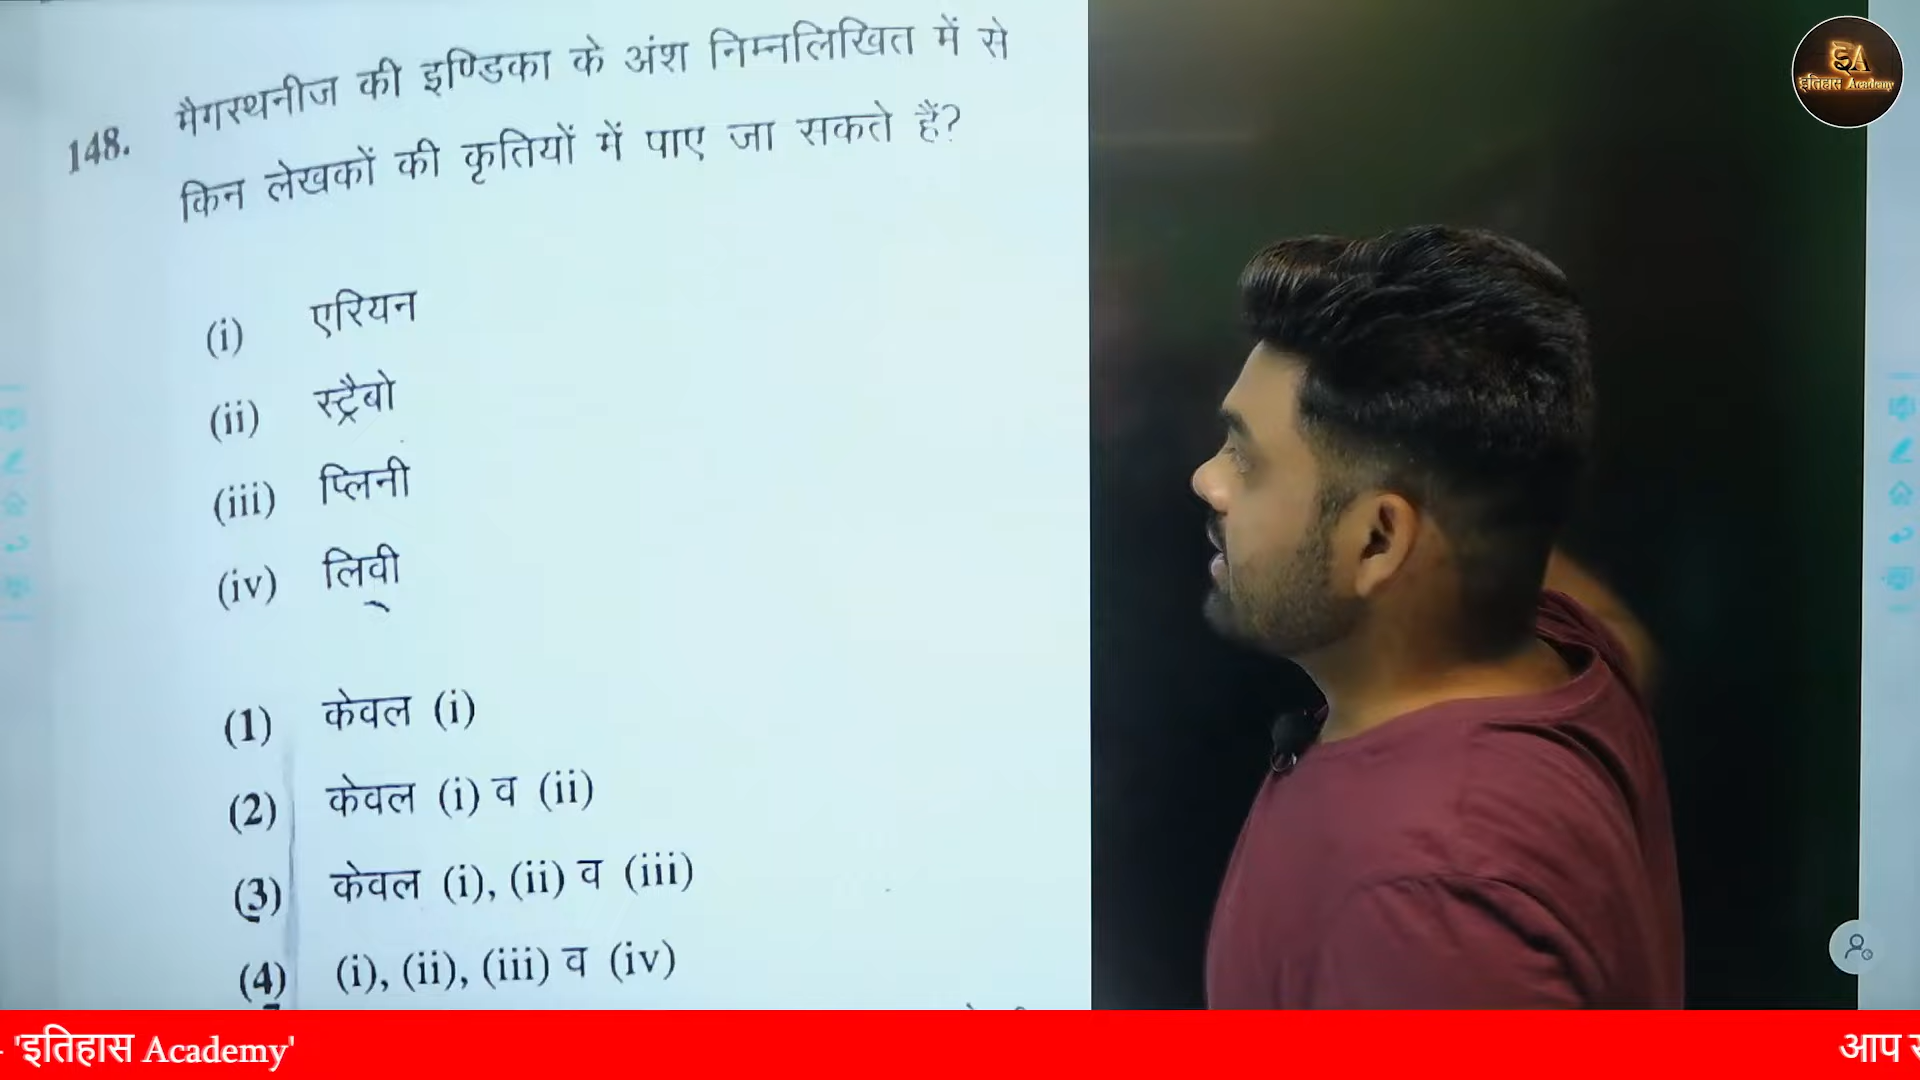 148. मैगस्थनीज की इण्डिका के अंश निम्नलिखित में से
किन लेखकों की कृतियों में पाए जा सकते हैं?
(i) एरियन
(ii) स्ट्रैबो
(iii) प्लिनी
(iv) लिवी
(1) केवल (i)
(2) केवल (i) व (ii)
(3) केवल (i), (ii) व (iii)
(4) (i), (ii), (iii) व (iv)
इA
इतिहास Academy
- 'इतिहास Academy'
आप